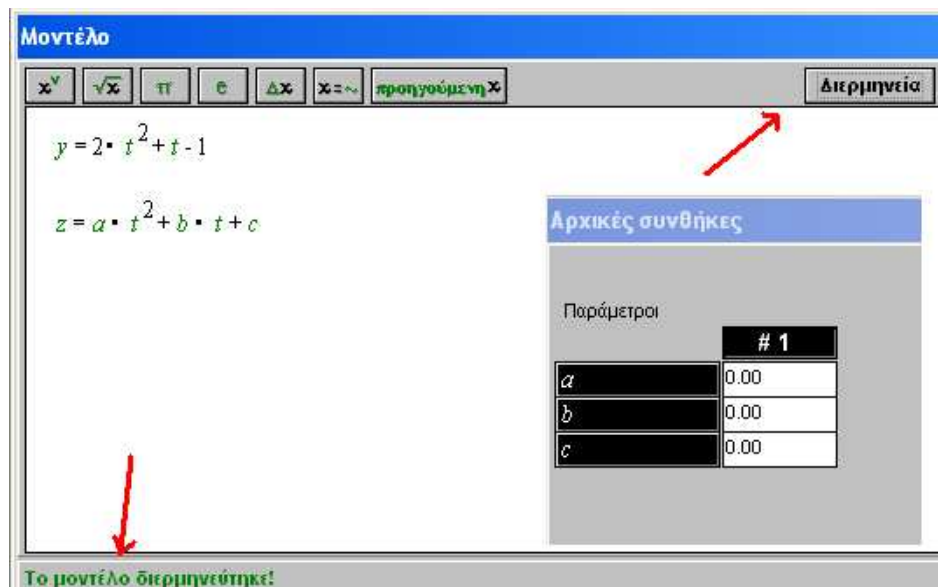 Μοντέλο
xʸ √x π e Δx x=~ προηγούμενη x Διερμηνεία
y = 2 · t² + t - 1
z = a · t² + b · t + c
Αρχικές συνθήκες
Παράμετροι
# 1
a 0.00
b 0.00
c 0.00
Το μοντέλο διερμηνεύτηκε!